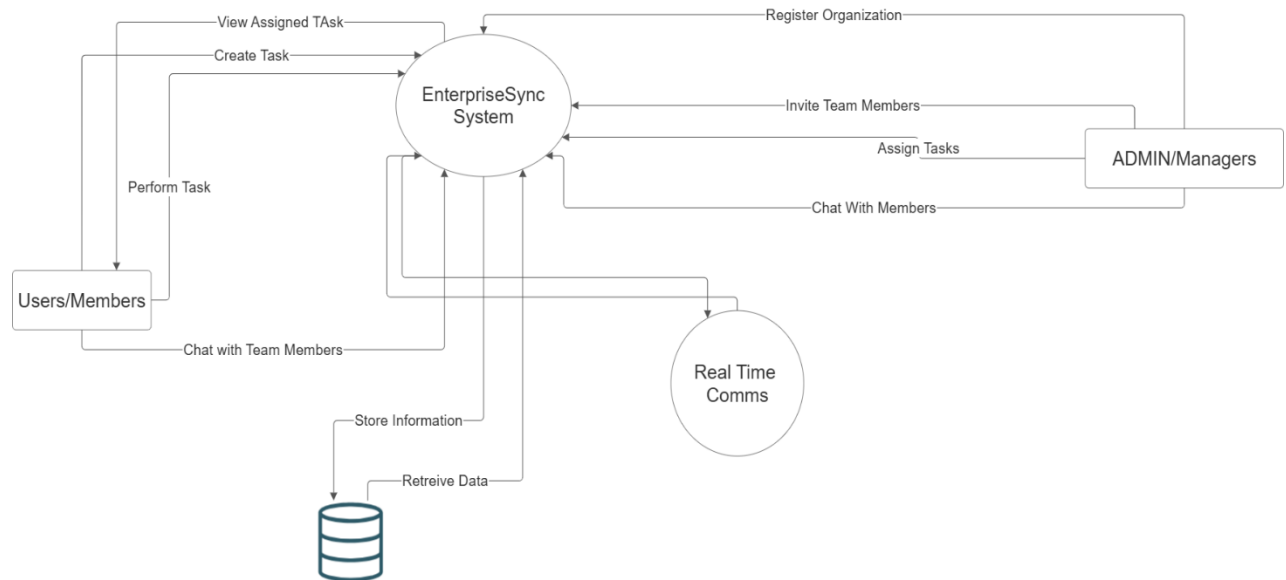 Register Organization
View Assigned TAsk
Create Task
EnterpriseSync
System
Invite Team Members
Assign Tasks
ADMIN/Managers
Perform Task
Chat With Members
Users/Members
Chat with Team Members
Real Time
Comms
Store Information
Retreive Data